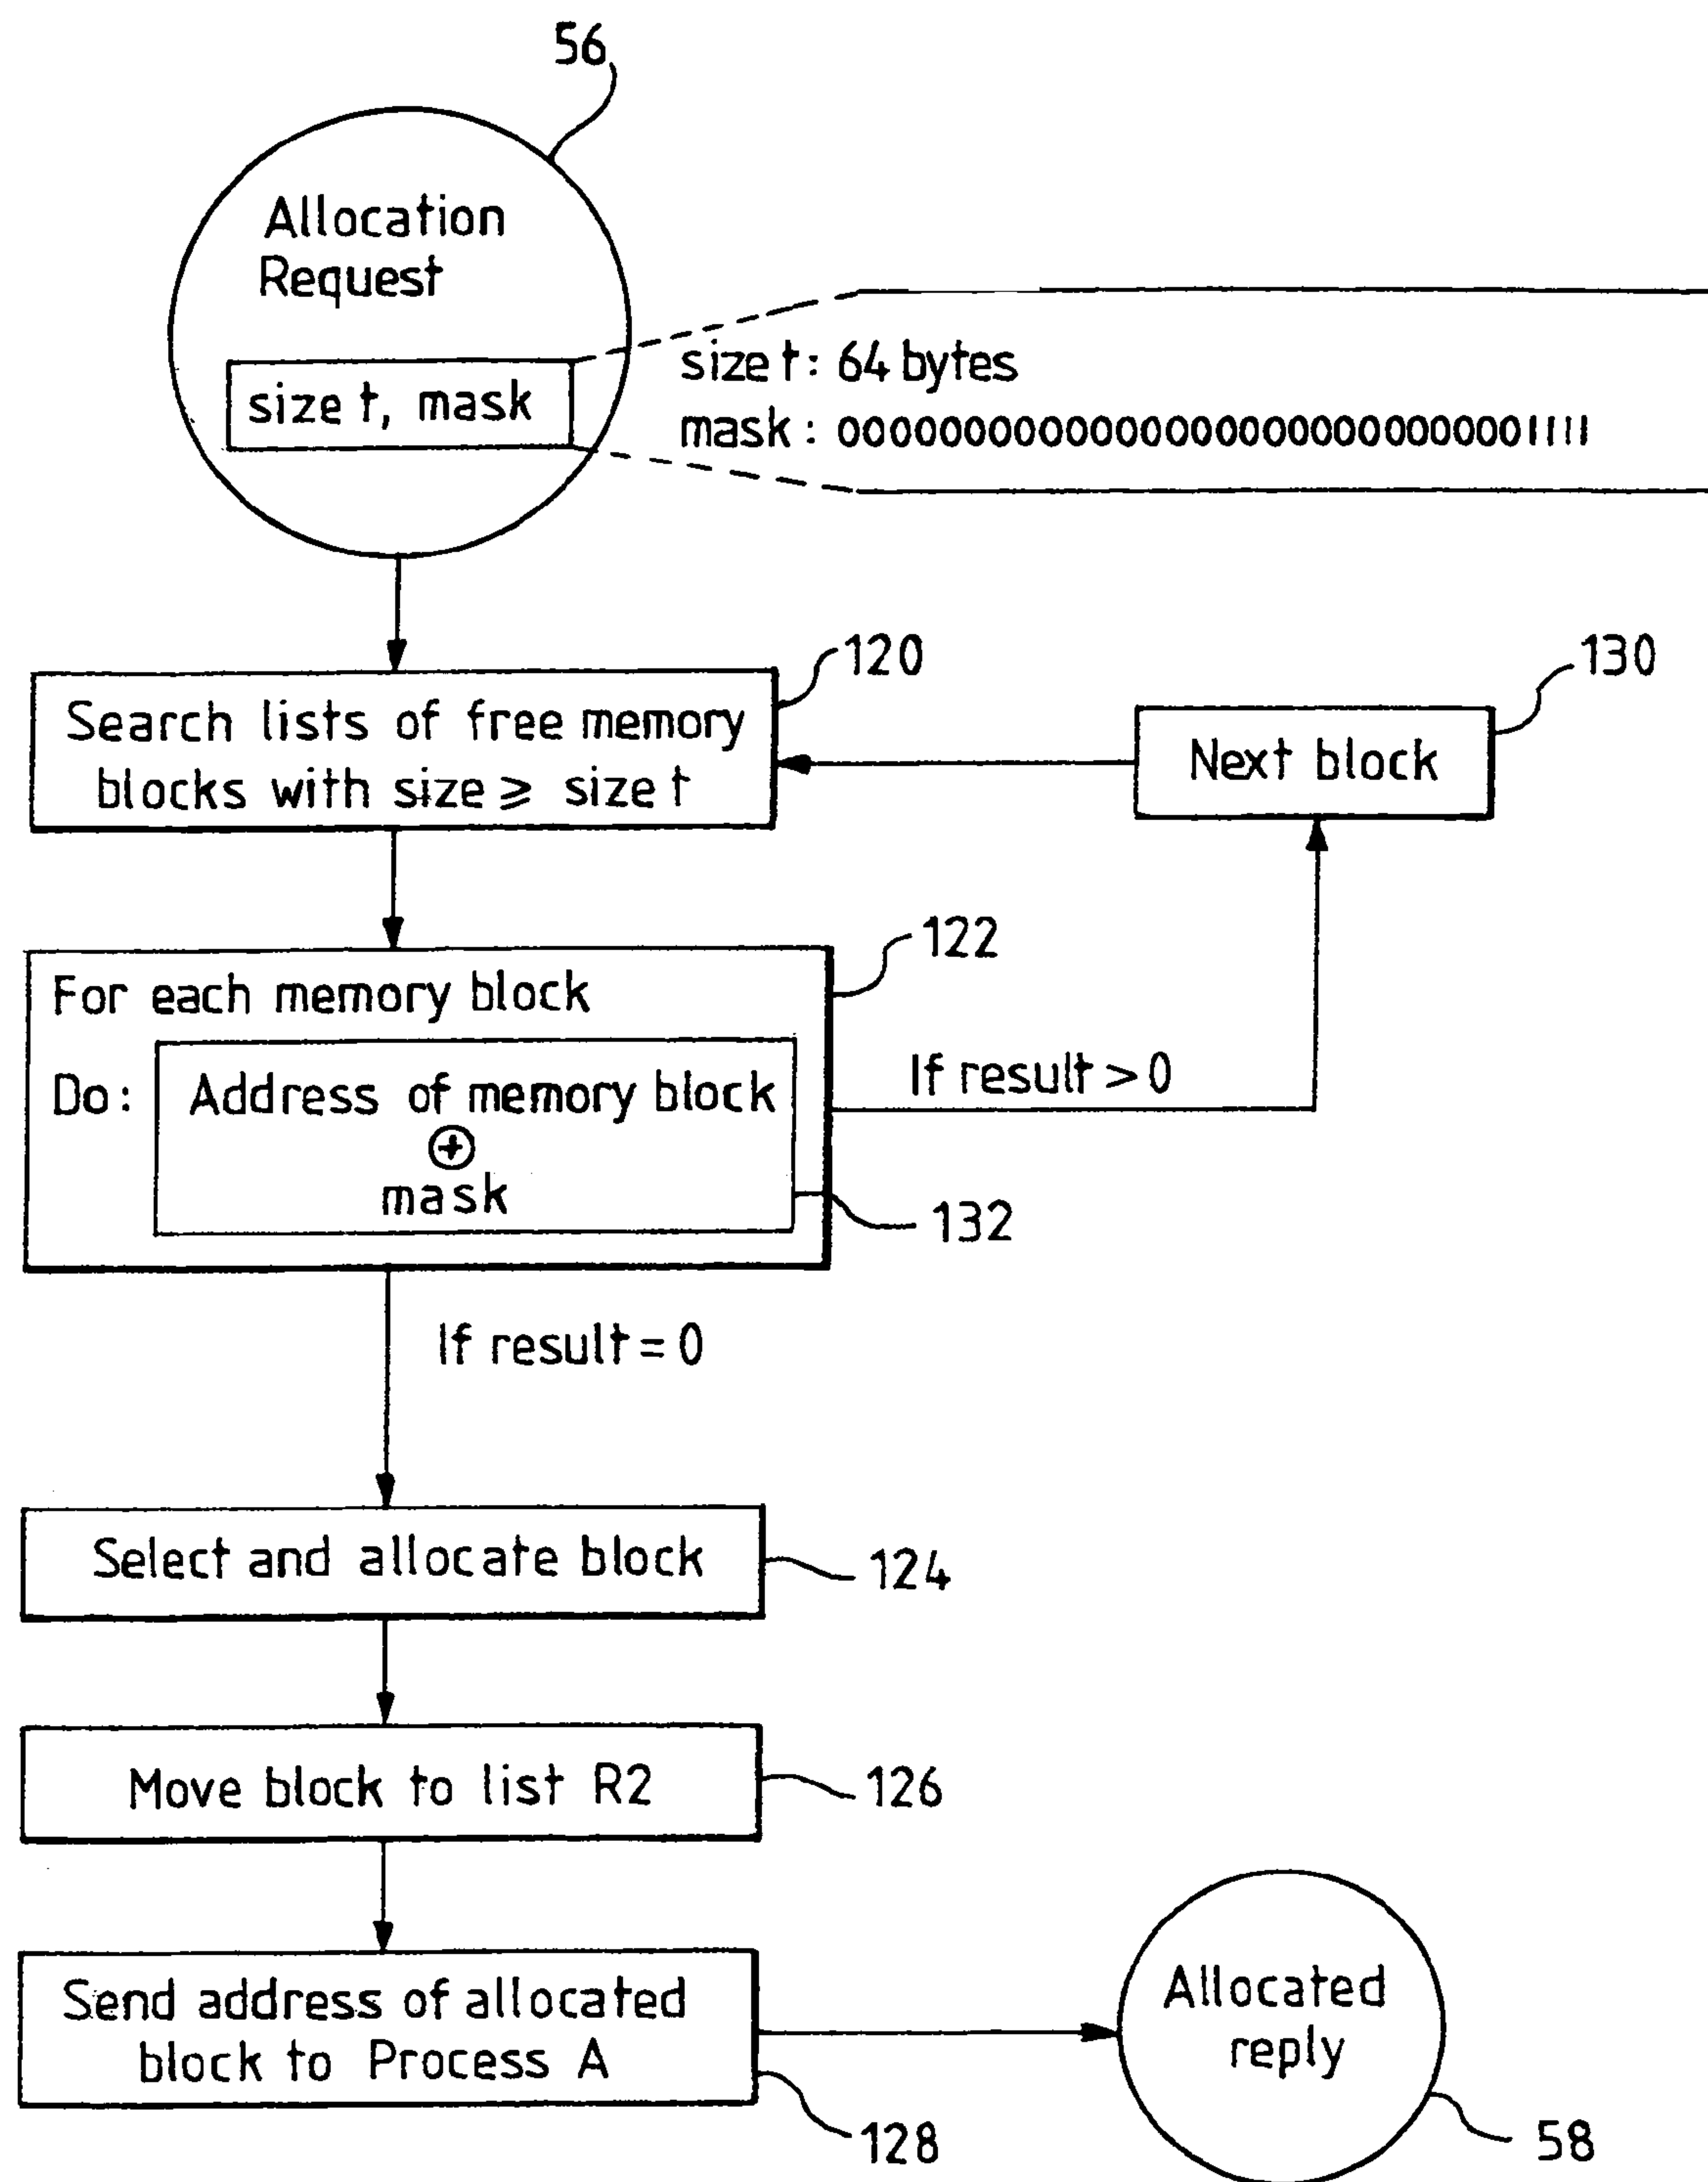 56
Allocation
Request
size t, mask
size t: 64 bytes
mask: 00000000000000000000000000001111
120
130
Search lists of free memory
blocks with size ⩾ size t
Next block
122
For each memory block
Do:
Address of memory block
⊕
mask
If result > 0
132
If result = 0
Select and allocate block
124
Move block to list R2
126
Send address of allocated
block to Process A
128
Allocated
reply
58